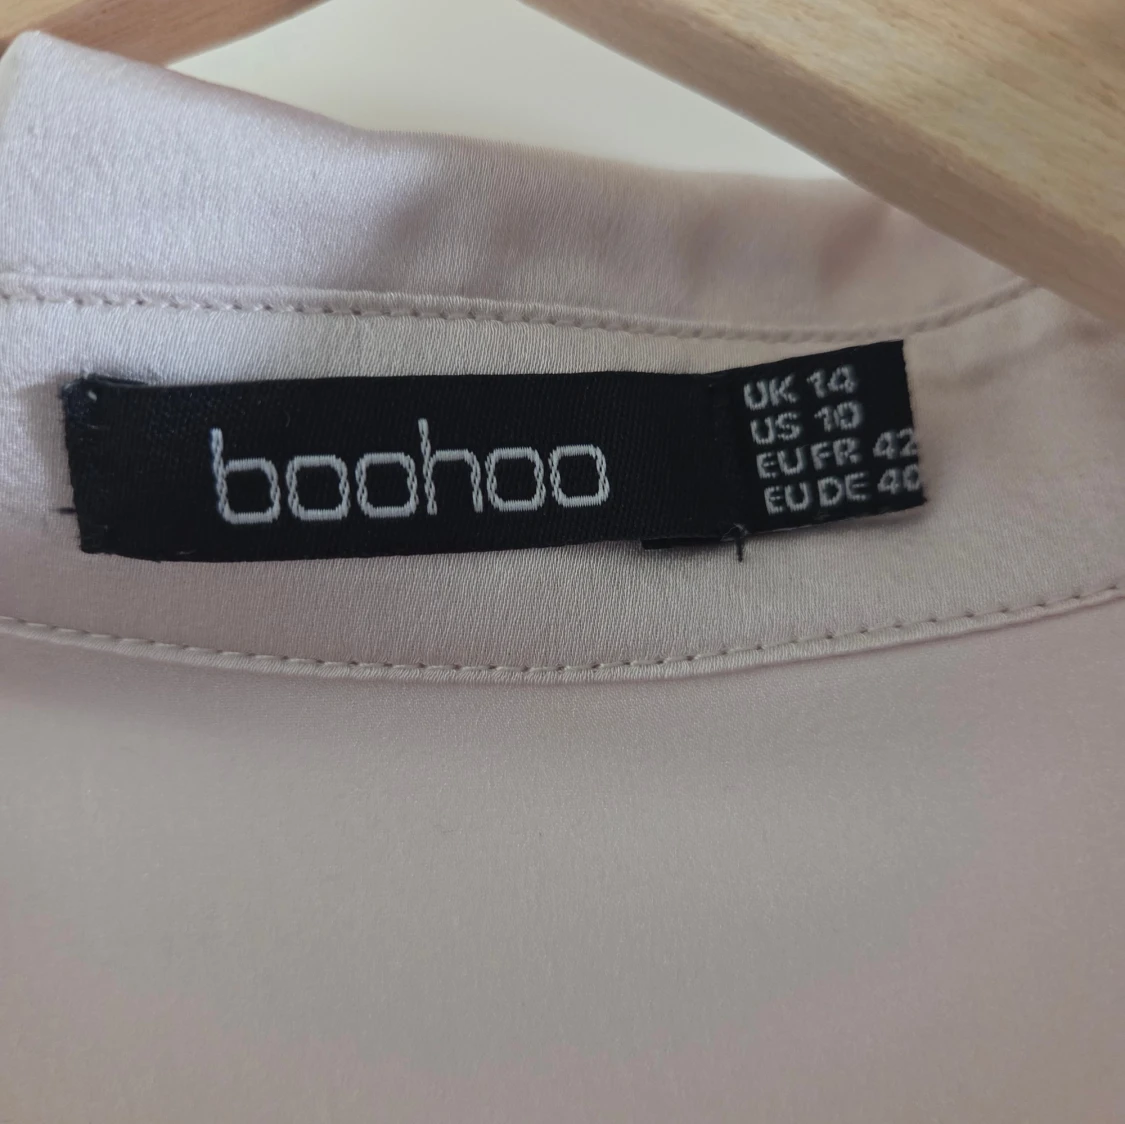 boohoo
UK 14
US 10
EU FR 42
EU DE 40